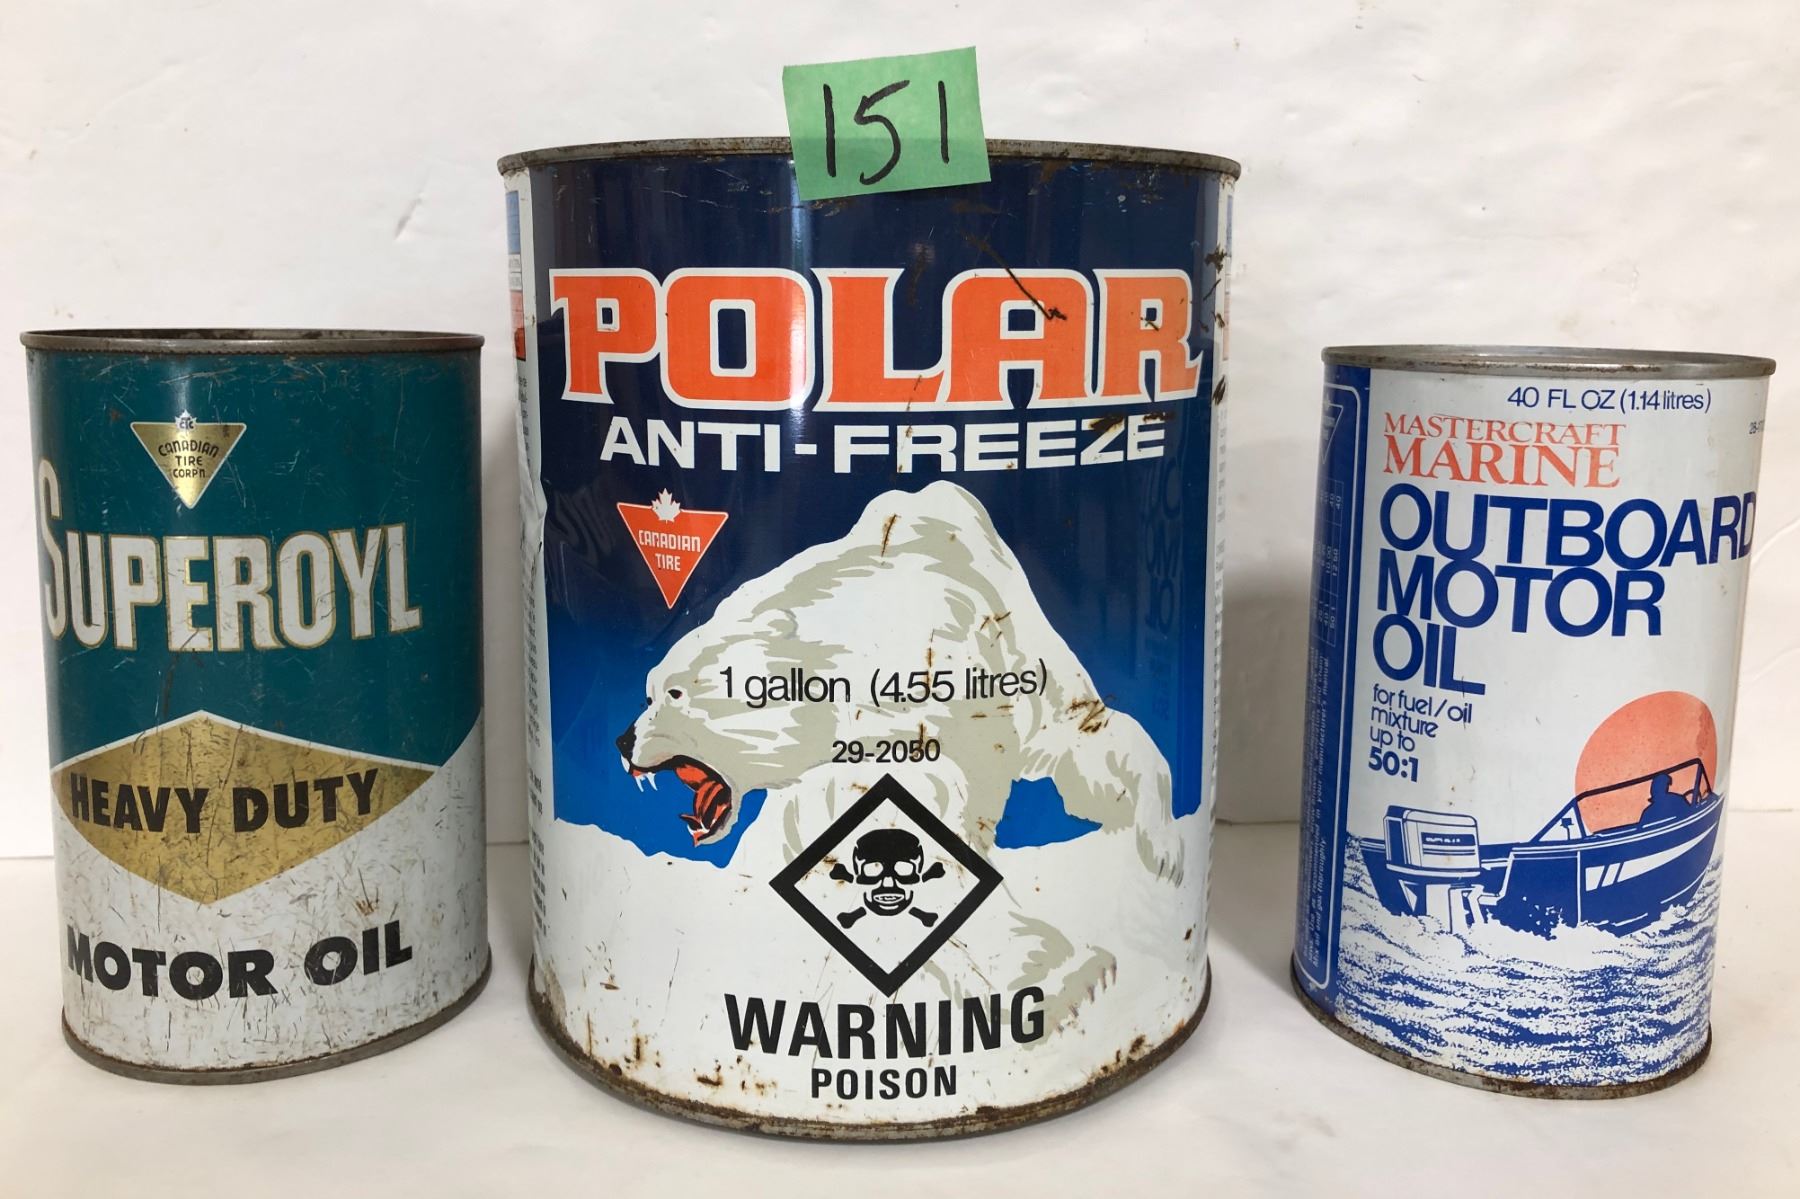 151
CTC
CANADIAN
TIRE
CORP'N
SUPEROYL
HEAVY DUTY
MOTOR OIL
POLAR
ANTI-FREEZE
CANADIAN
TIRE
1 gallon (4.55 litres)
29-2050
WARNING
POISON
40 FL OZ (1.14 litres)
MASTERCRAFT
MARINE
OUTBOARD
MOTOR
OIL
for fuel/oil
mixture
up to
50:1